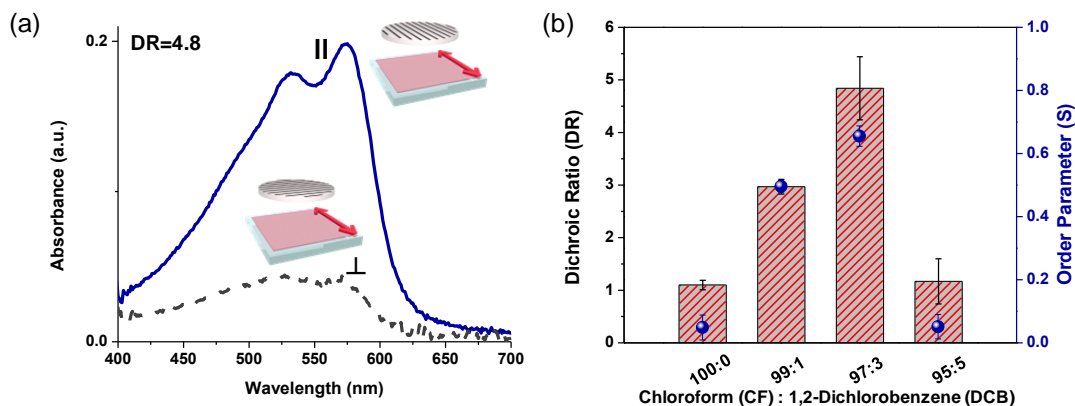 (a)
DR=4.8
||
⊥
0.2
0.0
Absorbance (a.u.)
400 450 500 550 600 650 700
Wavelength (nm)
(b)
6
5
4
3
2
1
0
Dichroic Ratio (DR)
1.0
0.8
0.6
0.4
0.2
0.0
Order Parameter (S)
100:0 99:1 97:3 95:5
Chloroform (CF) : 1,2-Dichlorobenzene (DCB)